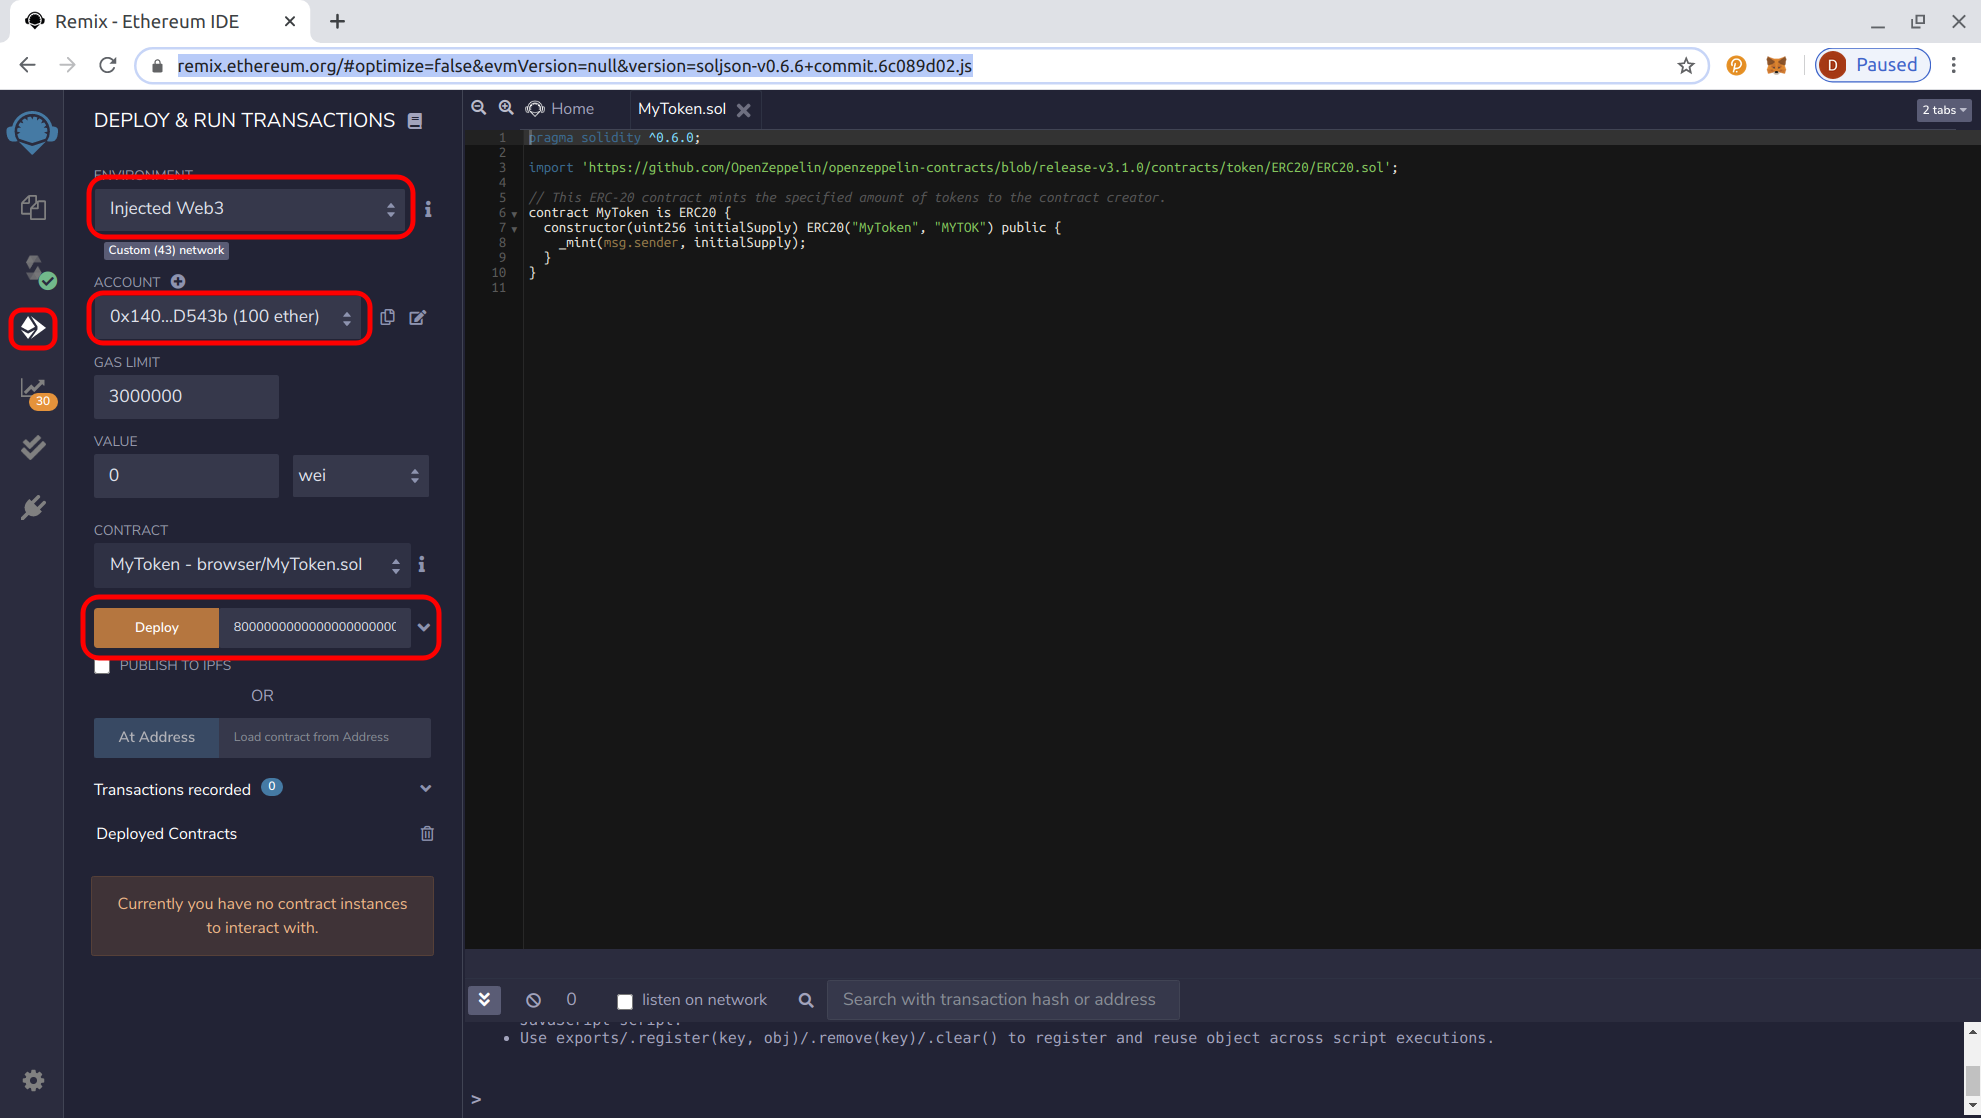 Remix - Ethereum IDE
remix.ethereum.org/#optimize=false&evmVersion=null&version=soljson-v0.6.6+commit.6c089d02.js
D Paused
DEPLOY & RUN TRANSACTIONS
ENVIRONMENT
Injected Web3
Custom (43) network
ACCOUNT
0x140...D543b (100 ether)
GAS LIMIT
3000000
VALUE
0 wei
CONTRACT
MyToken - browser/MyToken.sol
Deploy
PUBLISH TO IPFS
OR
At Address Load contract from Address
Transactions recorded 0
Deployed Contracts
Currently you have no contract instances
to interact with.
30
Home MyToken.sol
2 tabs
1 pragma solidity ^0.6.0;
2
3 import 'https://github.com/OpenZeppelin/openzeppelin-contracts/blob/release-v3.1.0/contracts/token/ERC20/ERC20.sol';
4
5 // This ERC-20 contract mints the specified amount of tokens to the contract creator.
6 contract MyToken is ERC20 {
7 constructor(uint256 initialSupply) ERC20("MyToken", "MYTOK") public {
8 _mint(msg.sender, initialSupply);
9 }
10 }
11
0 listen on network Search with transaction hash or address
JavaScript script.
• Use exports/.register(key, obj)/.remove(key)/.clear() to register and reuse object across script executions.
>